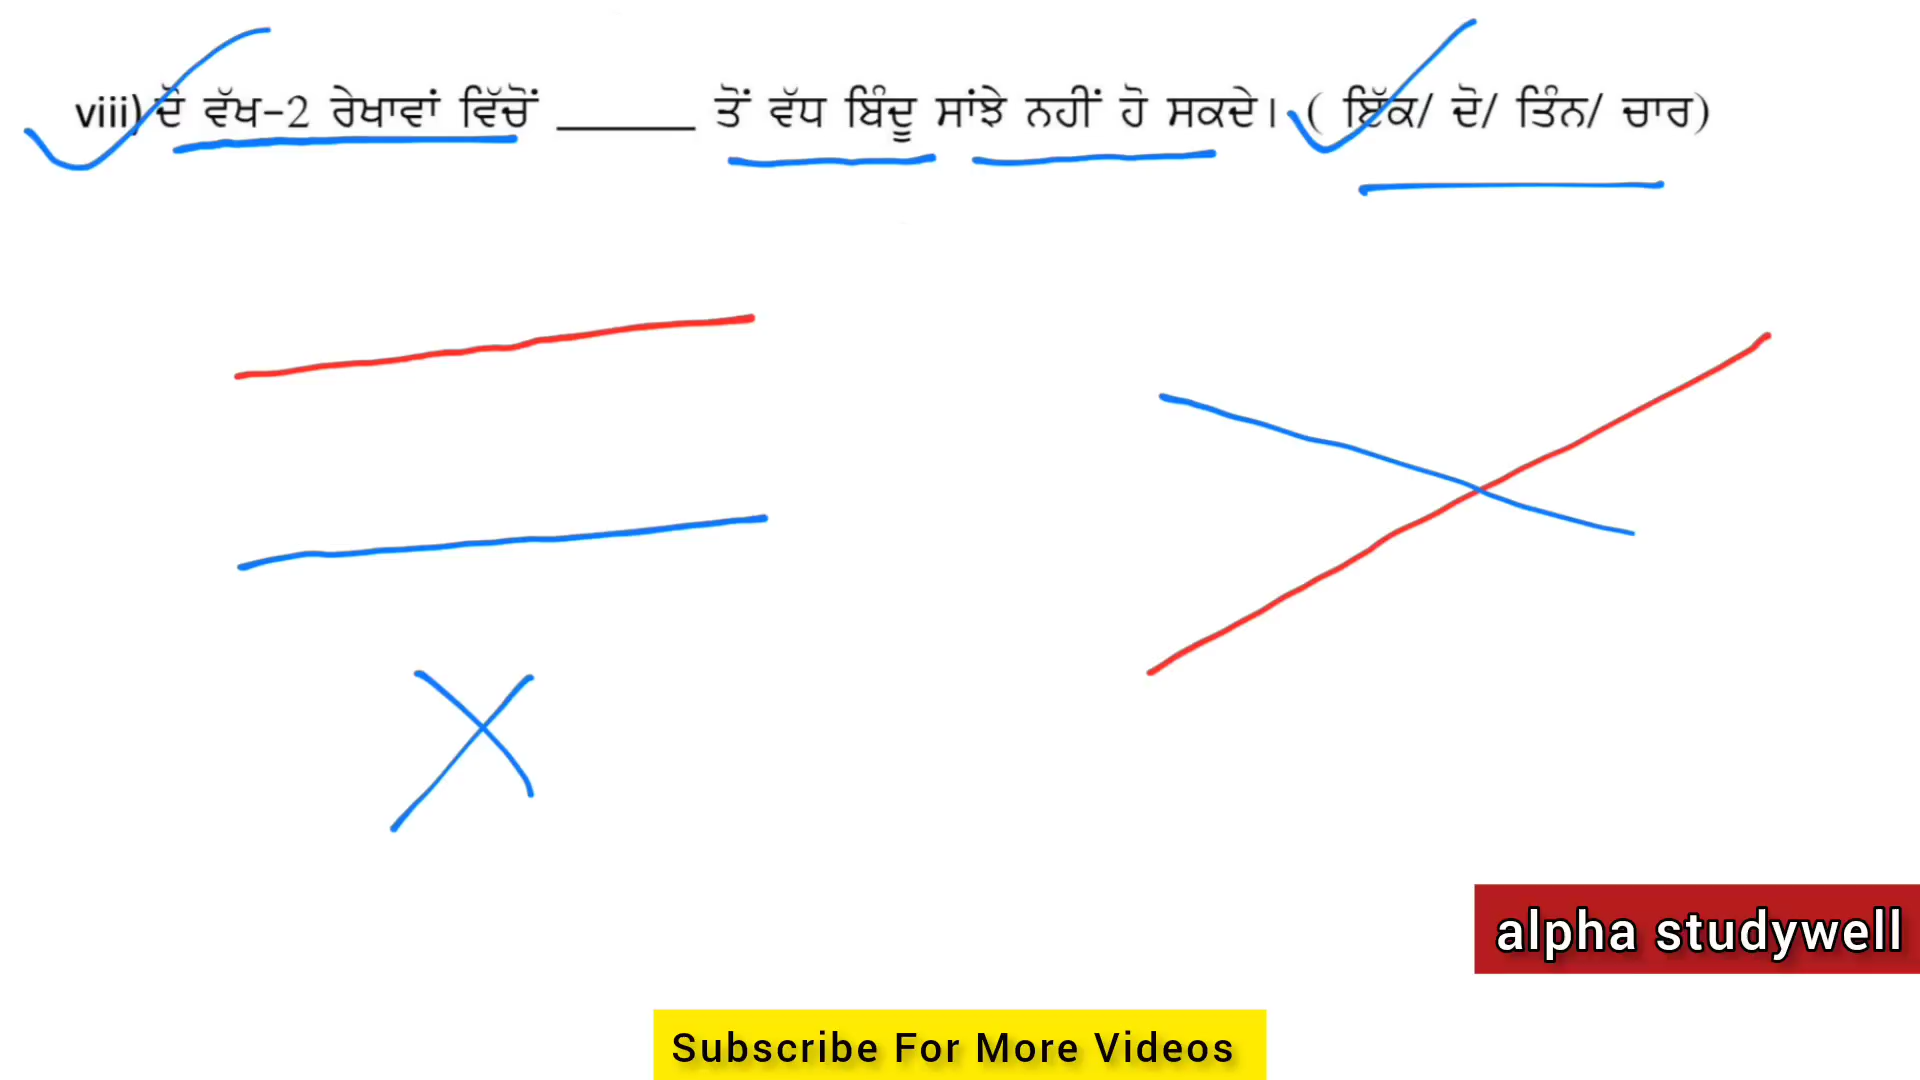 viii) ਦੋ ਵੱਖ-2 ਰੇਖਾਵਾਂ ਵਿੱਚੋਂ ______ ਤੋਂ ਵੱਧ ਬਿੰਦੂ ਸਾਂਝੇ ਨਹੀਂ ਹੋ ਸਕਦੇ। ( ਇੱਕ/ ਦੋ/ ਤਿੰਨ/ ਚਾਰ)
alpha studywell
Subscribe For More Videos